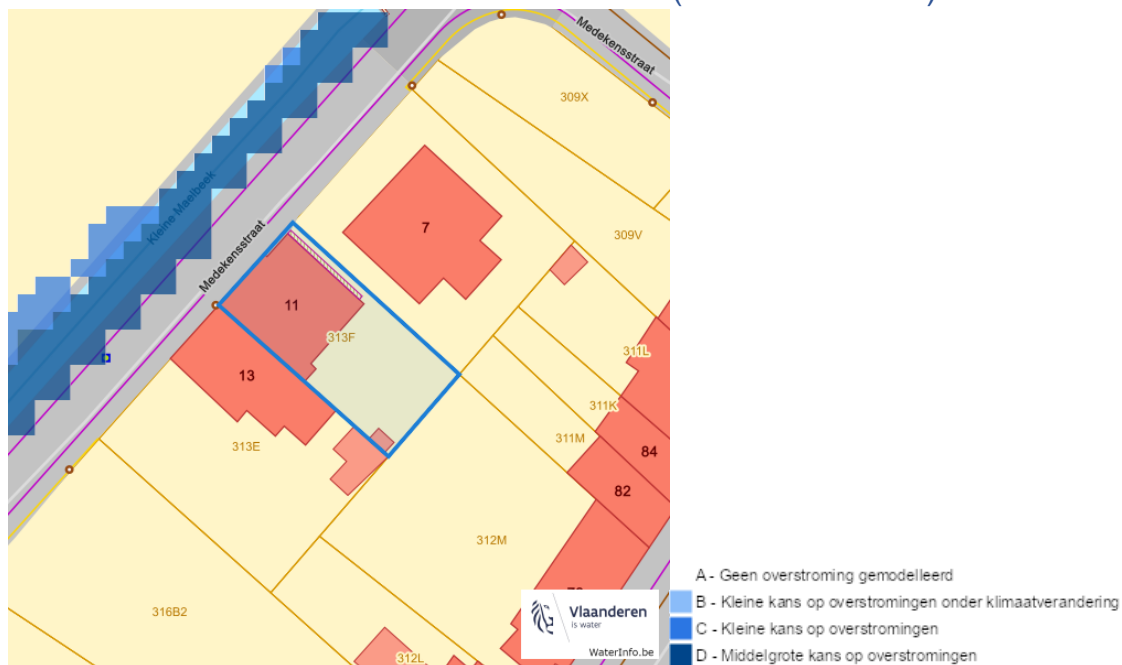 Medekensstraat
309X
Kleine Maelbeek
Medekensstraat
7
309V
11
313F
13
311L
313E
311K
311M
84
82
312M
316B2
312L
Vlaanderen
is water
WaterInfo.be
A - Geen overstroming gemodelleerd
B - Kleine kans op overstromingen onder klimaatverandering
C - Kleine kans op overstromingen
D - Middelgrote kans op overstromingen